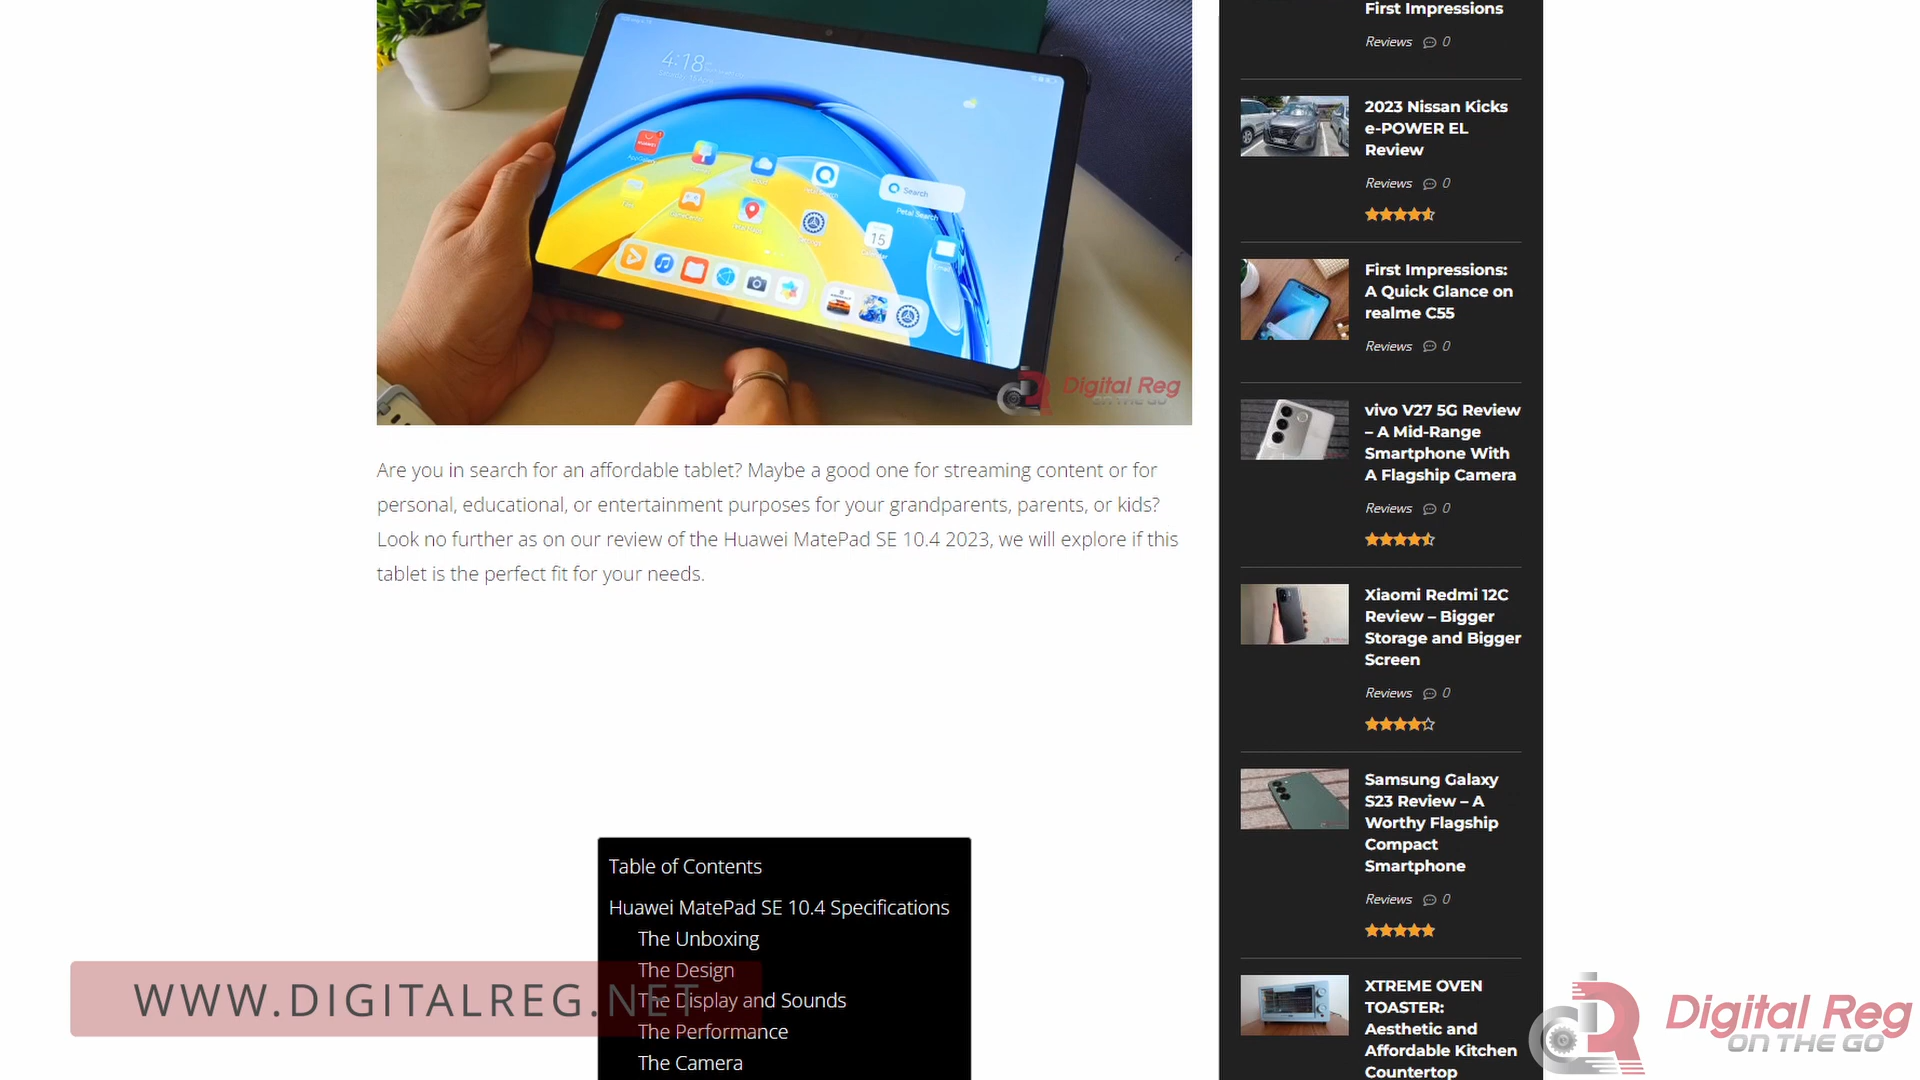 4:18
Search
Petal Search
15
Digital Reg
ON THE GO
Are you in search for an affordable tablet? Maybe a good one for streaming content or for
personal, educational, or entertainment purposes for your grandparents, parents, or kids?
Look no further as on our review of the Huawei MatePad SE 10.4 2023, we will explore if this
tablet is the perfect fit for your needs.
Table of Contents
Huawei MatePad SE 10.4 Specifications
The Unboxing
The Design
The Display and Sounds
The Performance
The Camera
WWW.DIGITALREG.NET
First Impressions
Reviews 0
2023 Nissan Kicks
e-POWER EL
Review
Reviews 0
First Impressions:
A Quick Glance on
realme C55
Reviews 0
vivo V27 5G Review
– A Mid-Range
Smartphone With
A Flagship Camera
Reviews 0
Xiaomi Redmi 12C
Review – Bigger
Storage and Bigger
Screen
Reviews 0
Samsung Galaxy
S23 Review – A
Worthy Flagship
Compact
Smartphone
Reviews 0
XTREME OVEN
TOASTER:
Aesthetic and
Affordable Kitchen
Countertop
Digital Reg
ON THE GO